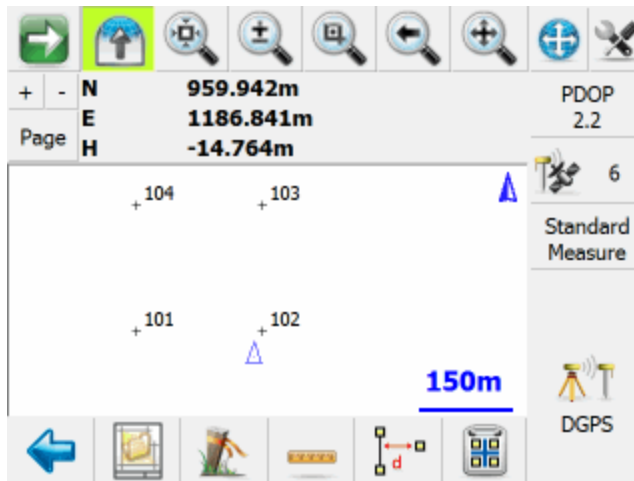 + - N 959.942m
E 1186.841m
Page
H -14.764m
PDOP
2.2
6
Standard
Measure
104 103
101 102
150m
DGPS
d